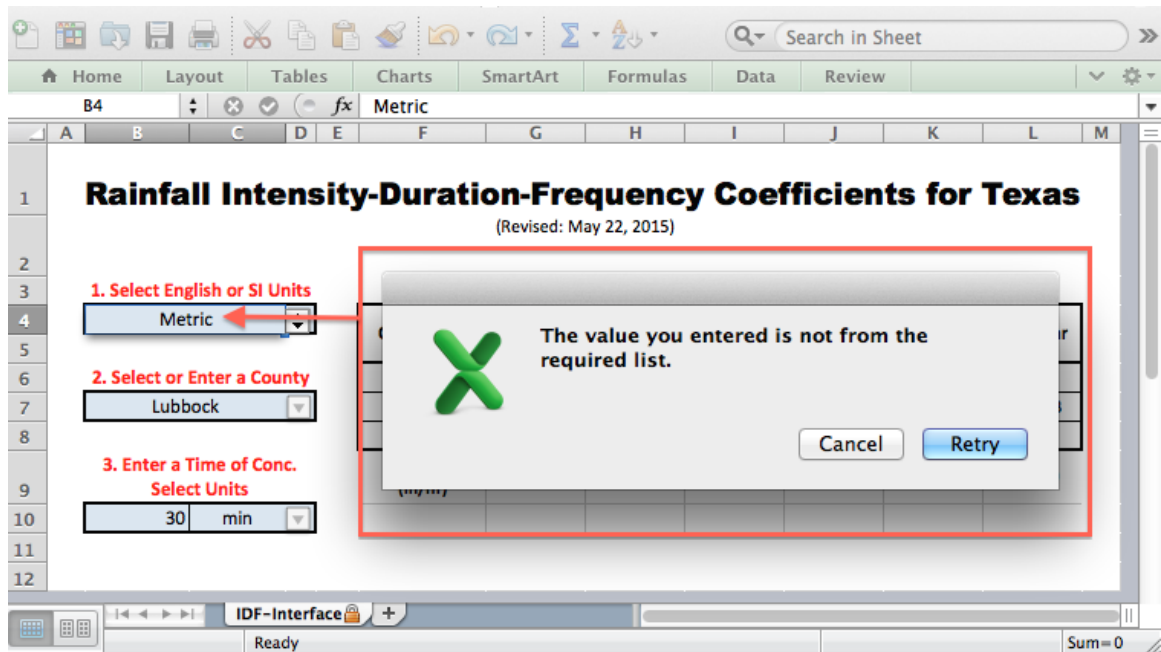 Search in Sheet
Home Layout Tables Charts SmartArt Formulas Data Review
B4 fx Metric
A B C D E F G H I J K L M
1
Rainfall Intensity-Duration-Frequency Coefficients for Texas
(Revised: May 22, 2015)
2
3
1. Select English or SI Units
4
Metric
5
6
2. Select or Enter a County
7
Lubbock
8
3. Enter a Time of Conc.
9
Select Units
10
30 min
11
12
The value you entered is not from the
required list.
Cancel Retry
IDF-Interface
Ready Sum=0